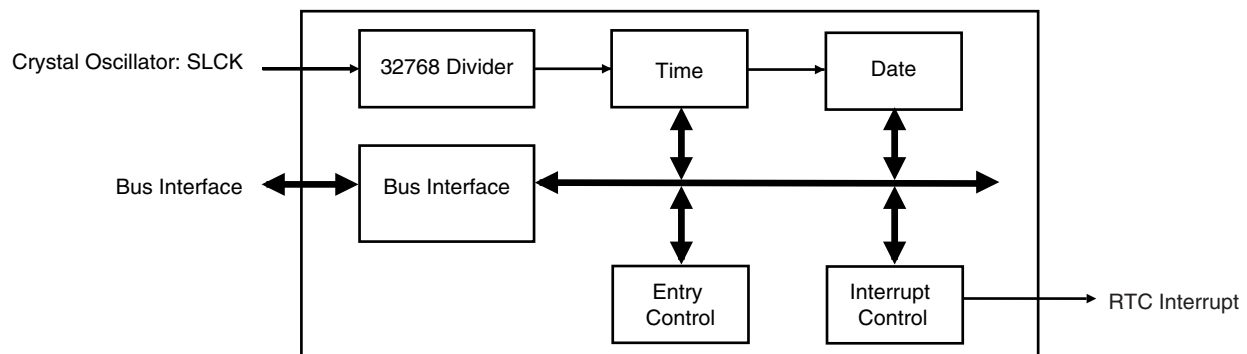 Crystal Oscillator: SLCK
32768 Divider
Time
Date
Bus Interface
Bus Interface
Entry
Control
Interrupt
Control
RTC Interrupt